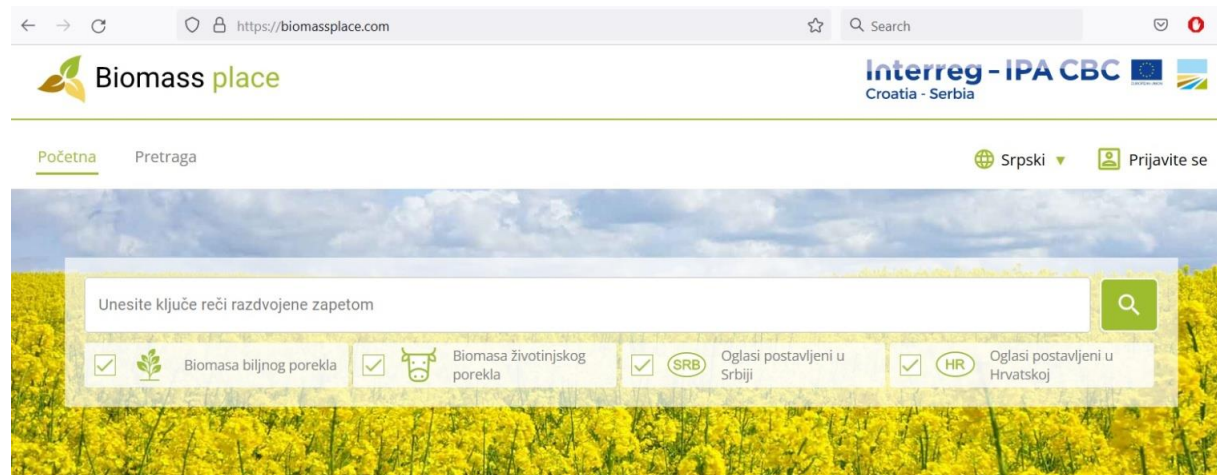 https://biomassplace.com
Search
Biomass place
Interreg - IPA CBC
Croatia - Serbia
Početna
Pretraga
Srpski
Prijavite se
Unesite ključe reči razdvojene zapetom
Biomasa biljnog porekla
Biomasa životinjskog
porekla
SRB
Oglasi postavljeni u
Srbiji
HR
Oglasi postavljeni u
Hrvatskoj